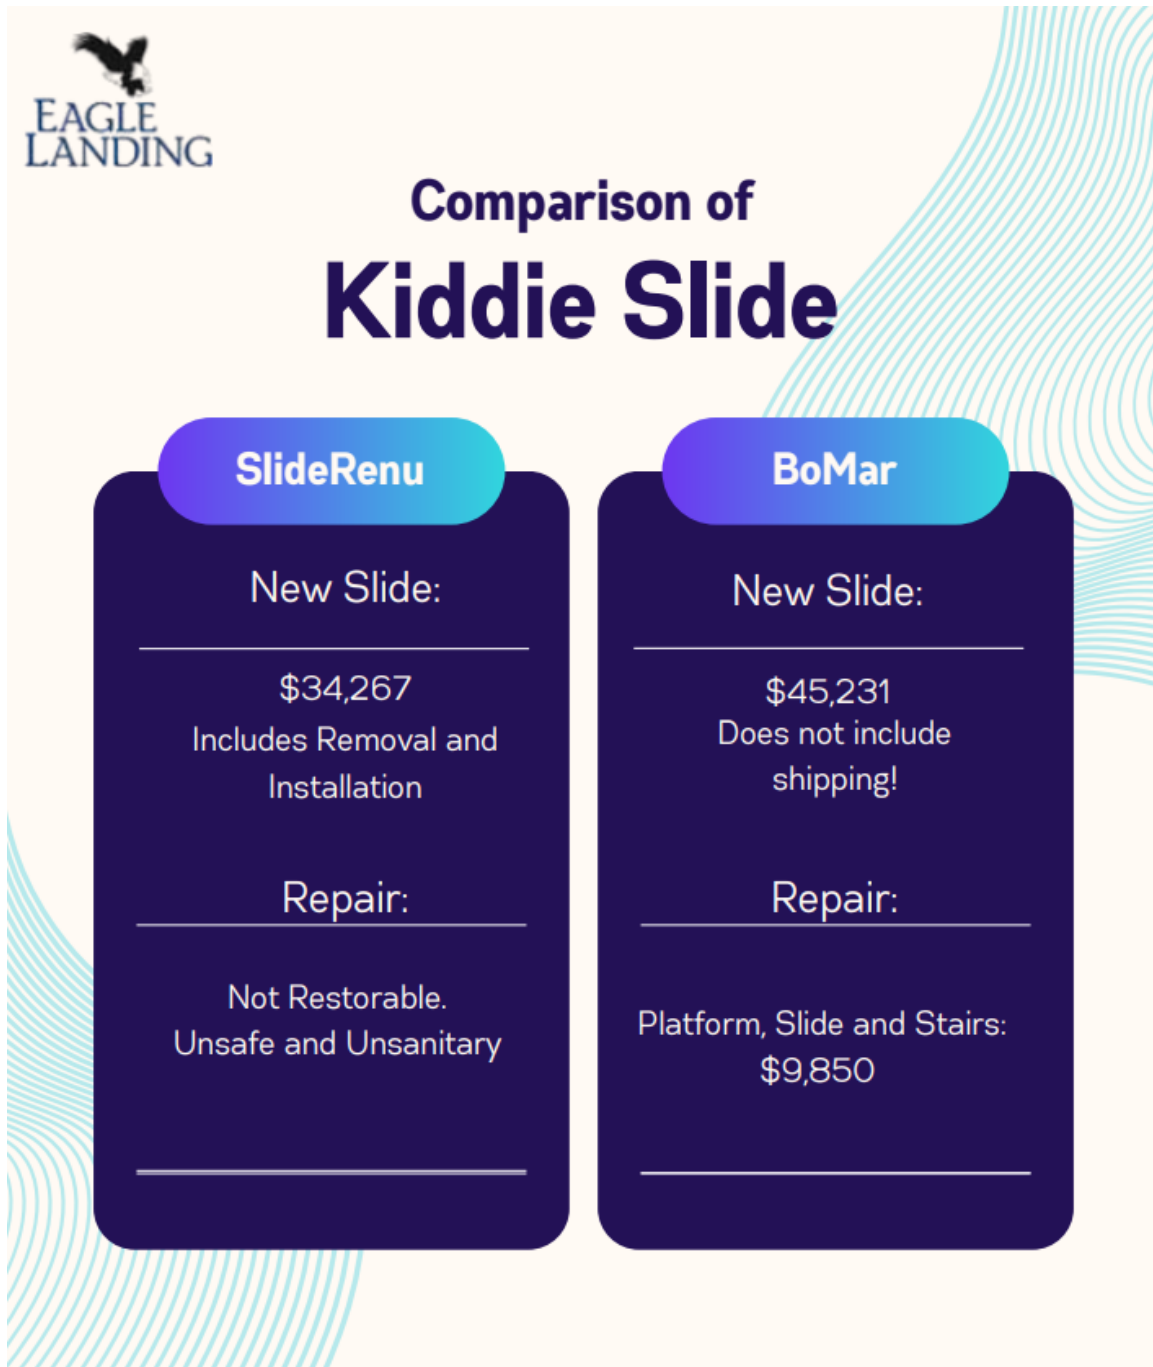 EAGLE
LANDING
Comparison of
Kiddie Slide
SlideRenu
New Slide:
$34,267
Includes Removal and
Installation
Repair:
Not Restorable.
Unsafe and Unsanitary
BoMar
New Slide:
$45,231
Does not include
shipping!
Repair:
Platform, Slide and Stairs:
$9,850